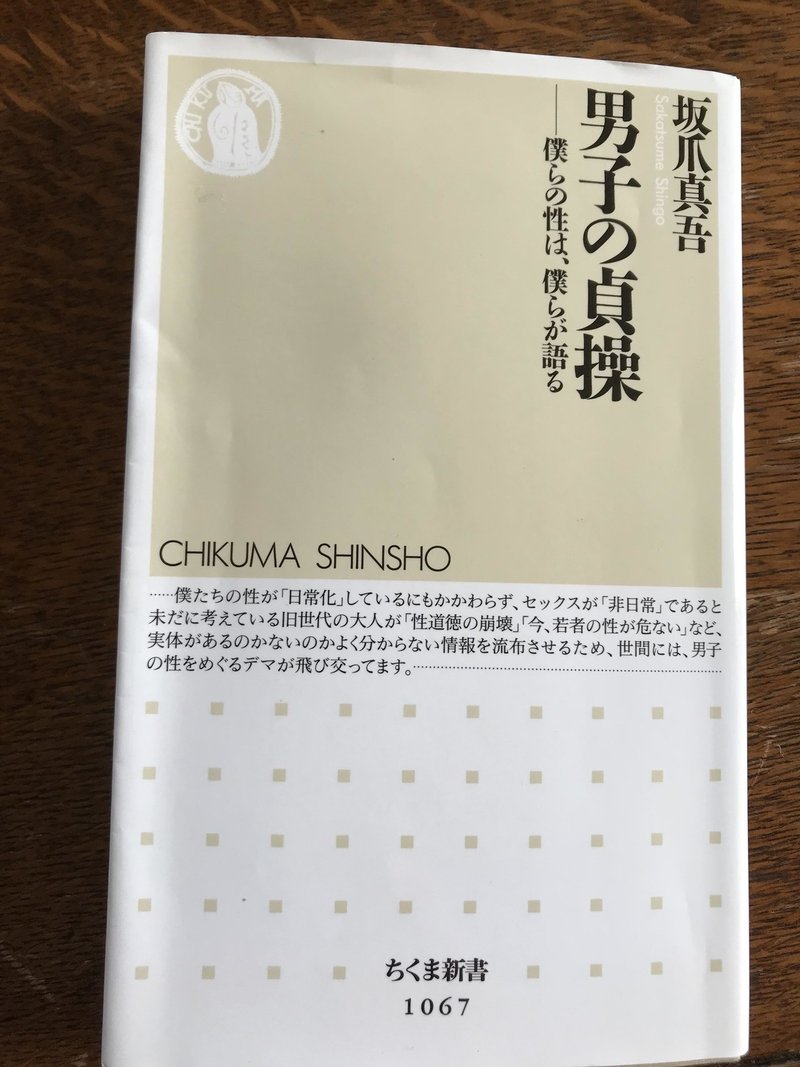 坂爪真吾
Sakatsume Shingo
男子の貞操
――僕らの性は、僕らが語る
CHIKUMA
CHIKUMA SHINSHO
……僕たちの性が「日常化」しているにもかかわらず、セックスが「非日常」であると
未だに考えている旧世代の大人が「性道徳の崩壊」「今、若者の性が危ない」など、
実体があるのかないのかよく分からない情報を流布させるため、世間には、男子
の性をめぐるデマが飛び交ってます。……………………………………
ちくま新書
1067